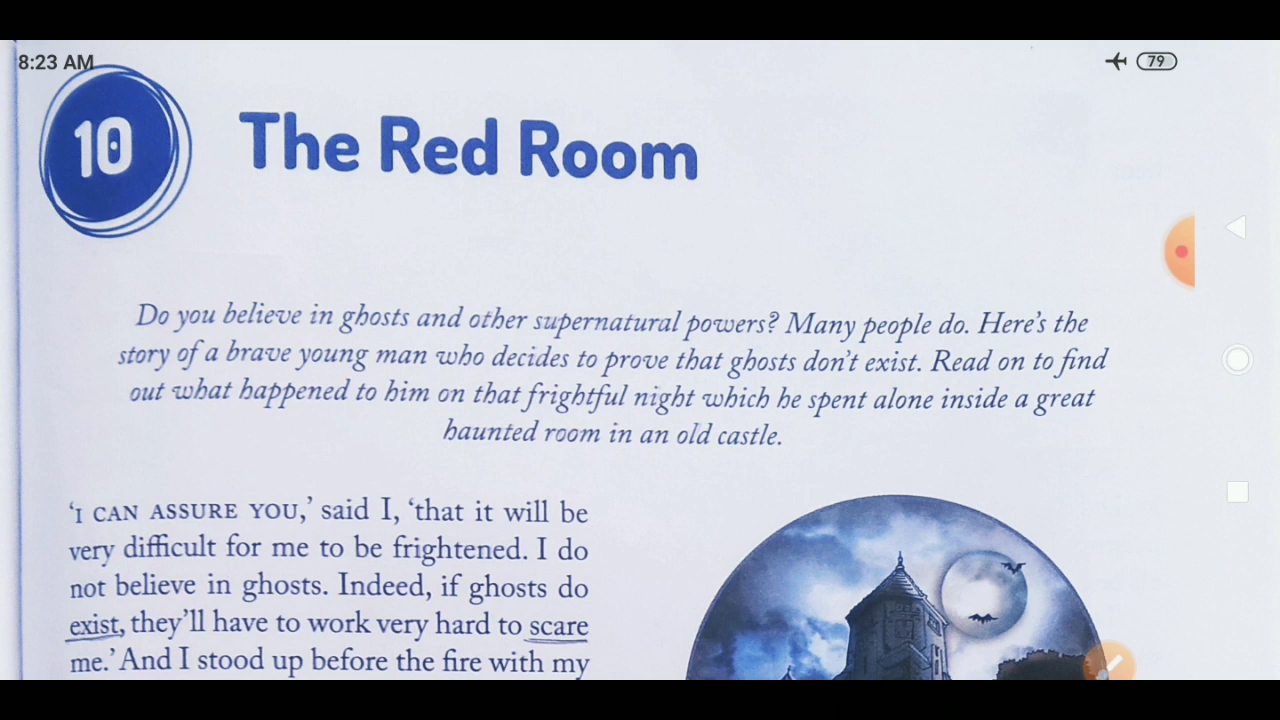 8:23 AM
79
10
The Red Room
Do you believe in ghosts and other supernatural powers? Many people do. Here's the
story of a brave young man who decides to prove that ghosts don't exist. Read on to find
out what happened to him on that frightful night which he spent alone inside a great
haunted room in an old castle.
'I CAN ASSURE YOU,' said I, 'that it will be
very difficult for me to be frightened. I do
not believe in ghosts. Indeed, if ghosts do
exist, they'll have to work very hard to scare
me.' And I stood up before the fire with my